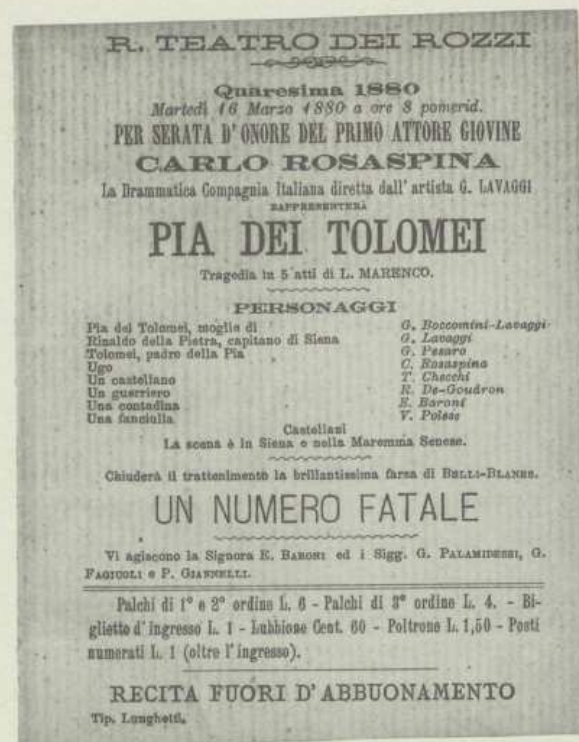 R. TEATRO DEI ROZZI
Quaresima 1880
Martedì 16 Marzo 1880 a ore 8 pomerid.
PER SERATA D'ONORE DEL PRIMO ATTORE GIOVINE
CARLO ROSASPINA
La Drammatica Compagnia Italiana diretta dall' artista G. LAVAGGI
RAPPRESENTERÀ
PIA DEI TOLOMEI
Tragedia in 5 atti di L. MARENCO.
PERSONAGGI
Pia dei Tolomei, moglie di G. Boccomini-Lavaggi
Rinaldo della Pietra, capitano di Siena G. Lavaggi
Tolomei, padre della Pia G. Pesaro
Ugo C. Rosaspina
Un castellano T. Checchi
Un guerriero R. De-Goudron
Una contadina E. Baroni
Una fanciulla V. Polese
Castellani
La scena è in Siena e nella Maremma Senese.
Chiuderà il trattenimento la brillantissima farsa di BELLI-BLANES.
UN NUMERO FATALE
Vi agiscono la Signora E. BARONI ed i Sigg. G. PALAMIDESSI, G.
FAGIUOLI e P. GIANNELLI.
Palchi di 1° e 2° ordine L. 6 - Palchi di 3° ordine L. 4. - Bi-
glietto d'ingresso L. 1 - Lubbione Cent. 60 - Poltrone L. 1,50 - Posti
numerati L. 1 (oltre l'ingresso).
RECITA FUORI D'ABBUONAMENTO
Tip. Lunghetti.